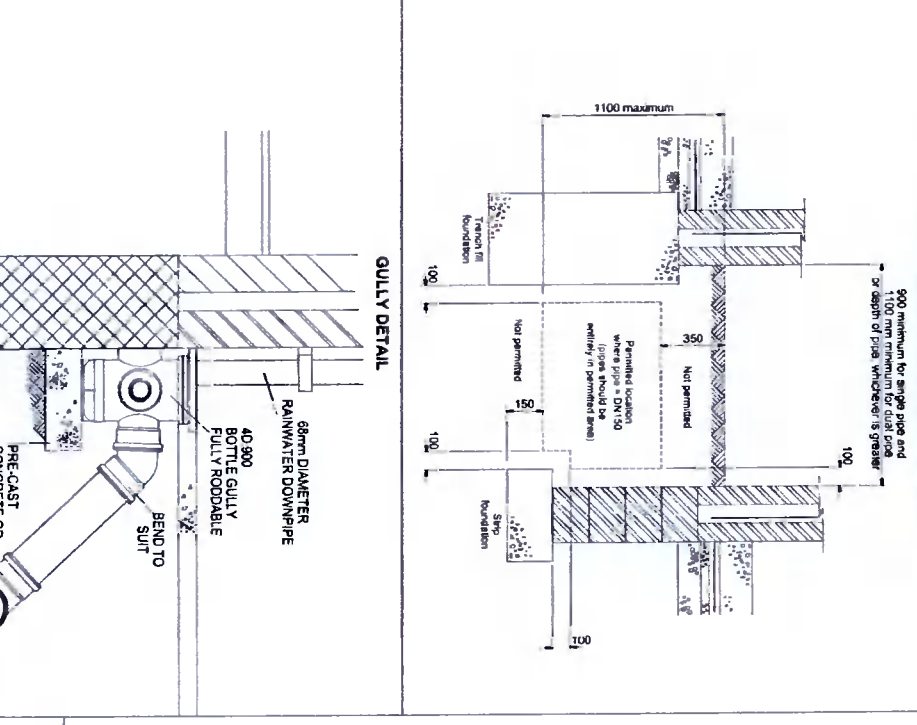 900 minimum for single pipe and
1100 mm minimum for dual pipe
or depth of pipe, whichever is greater
1100 maximum
100
350
Not permitted
Permitted location
where pipe = DN150
(pipes should be
entirely in permitted area)
Not permitted
100
150
100
100
Trench fill
foundation
Strip
foundation
GULLY DETAIL
68mm DIAMETER
RAINWATER DOWNPIPE
4D 900
BOTTLE GULLY
FULLY RODDABLE
BEND TO
SUIT
PRE-CAST